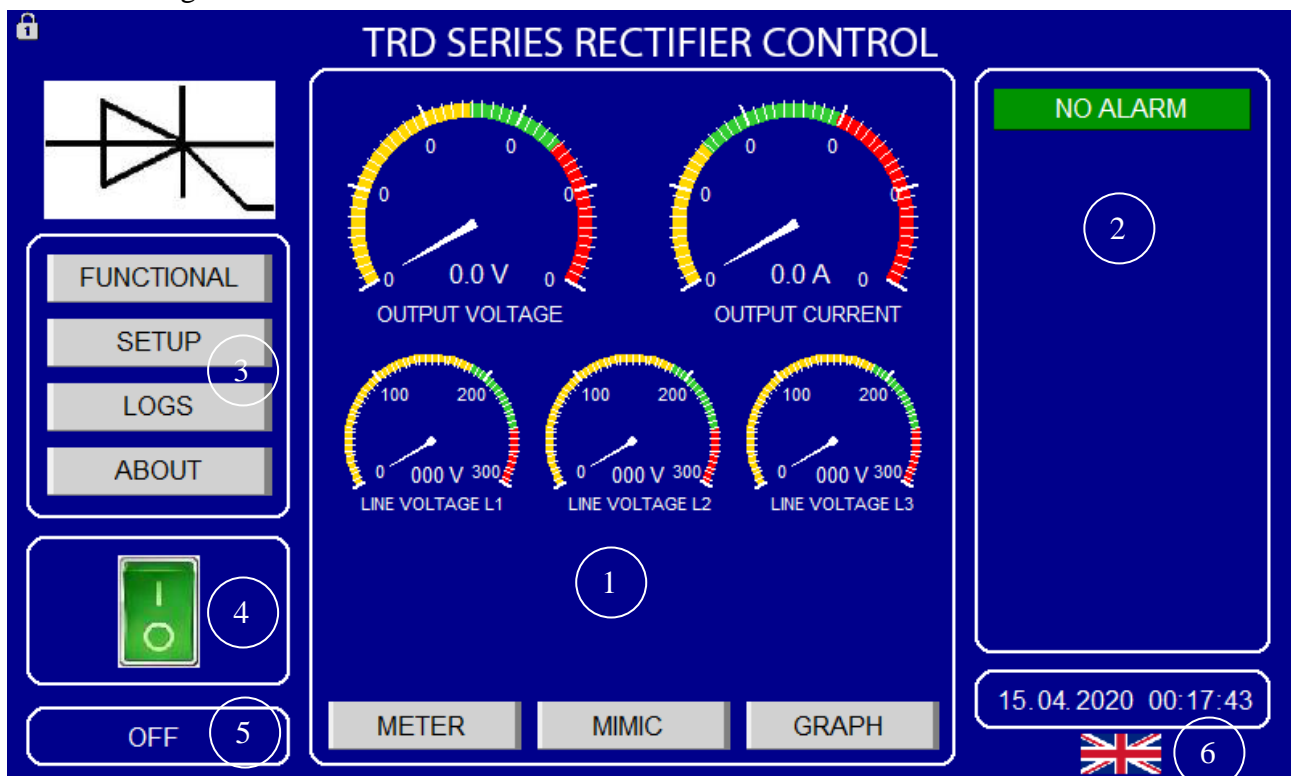 1
TRD SERIES RECTIFIER CONTROL
FUNCTIONAL
SETUP
3
LOGS
ABOUT
4
OFF
5
0 0
0 0
0 0.0 V 0
OUTPUT VOLTAGE
0 0
0 0
0 0.0 A 0
OUTPUT CURRENT
100 200
0 000 V 300
LINE VOLTAGE L1
100 200
0 000 V 300
LINE VOLTAGE L2
100 200
0 000 V 300
LINE VOLTAGE L3
1
METER MIMIC GRAPH
NO ALARM
2
15.04.2020 00:17:43
6